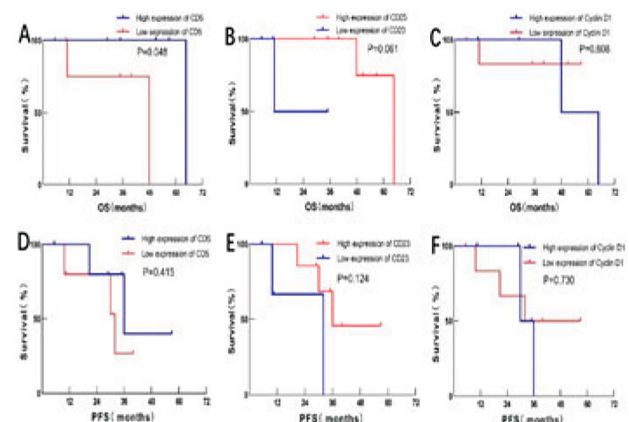 A
High expression of CD5
Low expression of CD5
P=0.048
Survival(%)
100
50
0
12 24 36 48 60 72
OS(months)
B
High expression of CD23
Low expression of CD23
P=0.061
Survival(%)
100
50
0
12 24 36 48 60 72
OS(months)
C
High expression of Cyclin D1
Low expression of Cyclin D1
Survival(%)
100
50
0
12 24 36 48 60 72
OS(months)
D
High expression of CD5
Low expression of CD5
P=0.415
Survival(%)
100
50
0
12 24 36 48 60 72
PFS(months)
E
High expression of CD23
Low expression of CD23
P=0.124
Survival(%)
100
50
0
12 24 36 48 60 72
PFS(months)
F
High expression of Cyclin D1
Low expression of Cyclin D1
P=0.730
Survival(%)
100
50
0
12 24 36 48 60 72
PFS(months)